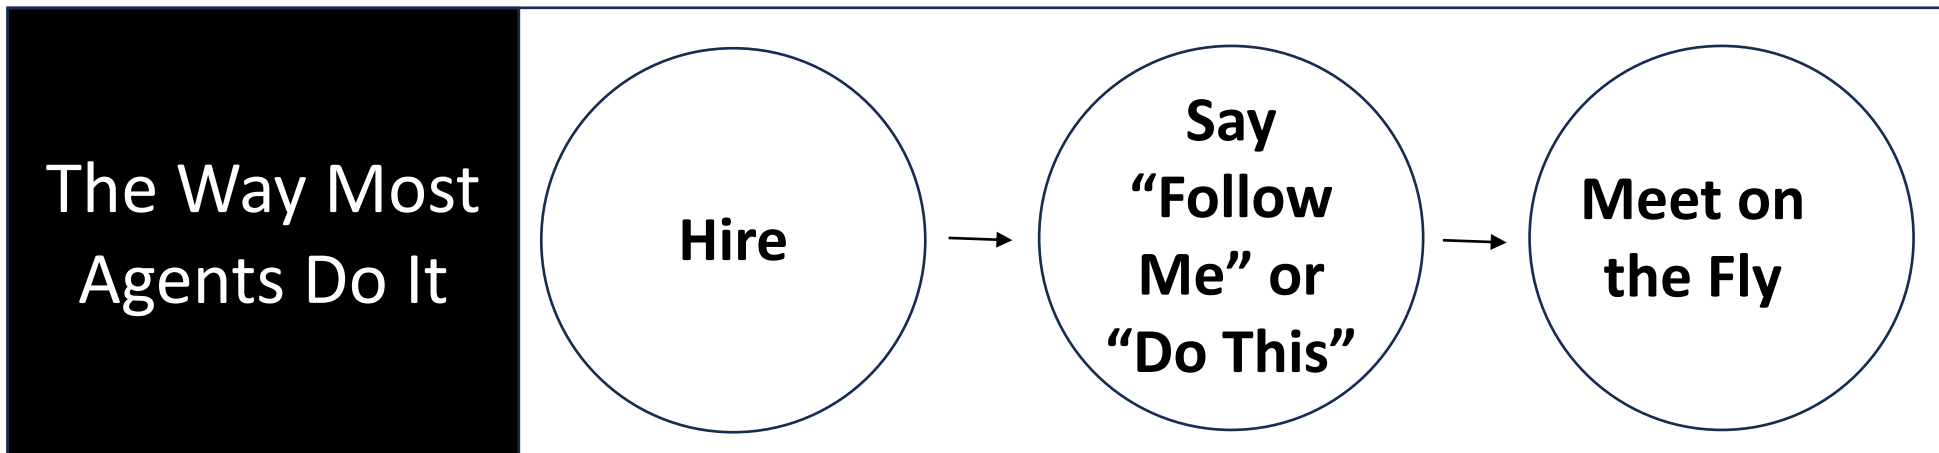 The Way Most
Agents Do It
Hire
Say
“Follow
Me” or
“Do This”
Meet on
the Fly